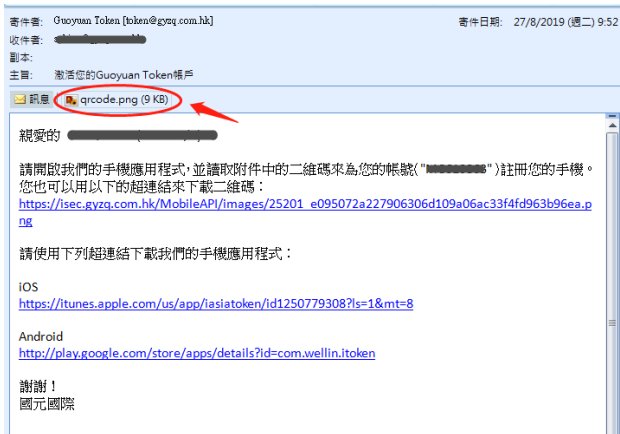 寄件者: Guoyuan Token [token@gyzq.com.hk] 寄件日期: 27/8/2019 (週二) 9:52
收件者:
副本:
主旨: 激活您的Guoyuan Token帳戶
訊息 qrcode.png (9 KB)
親愛的
請開啟我們的手機應用程式,並讀取附件中的二維碼來為您的帳號(" ")註冊您的手機。
您也可以用以下的超連結來下載二維碼：
https://isec.gyzq.com.hk/MobileAPI/images/25201_e095072a227906306d109a06ac33f4fd963b96ea.p
ng
請使用下列超連結下載我們的手機應用程式：
iOS
https://itunes.apple.com/us/app/iasiatoken/id1250779308?ls=1&mt=8
Android
http://play.google.com/store/apps/details?id=com.wellin.itoken
謝謝！
國元國際